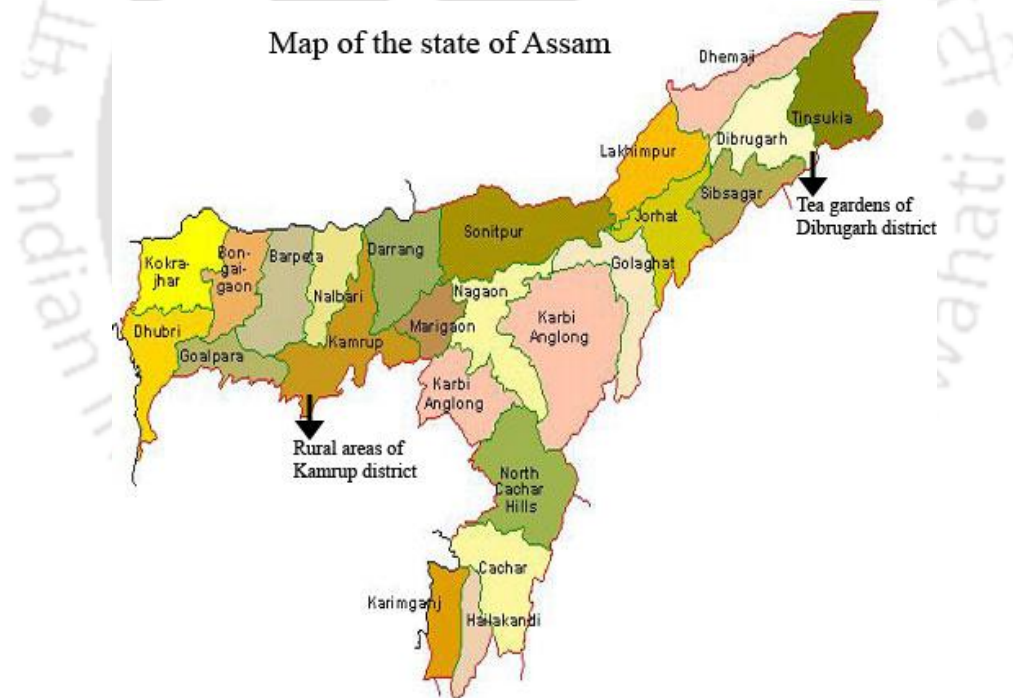 Map of the state of Assam
Dhemaji
Tinsukia
Dibrugarh
Lakhimpur
Sibsagar
Tea gardens of
Dibrugarh district
Jorhat
Sonitpur
Darrang
Golaghat
Kokra-
jhar
Bon-
gai-
gaon
Barpeta
Nalbari
Nagaon
Marigaon
Karbi
Anglong
Dhubri
Kamrup
Goalpara
Karbi
Anglong
Rural areas of
Kamrup district
North
Cachar
Hills
Cachar
Karimganj
Hailakandi
Indian
wahati